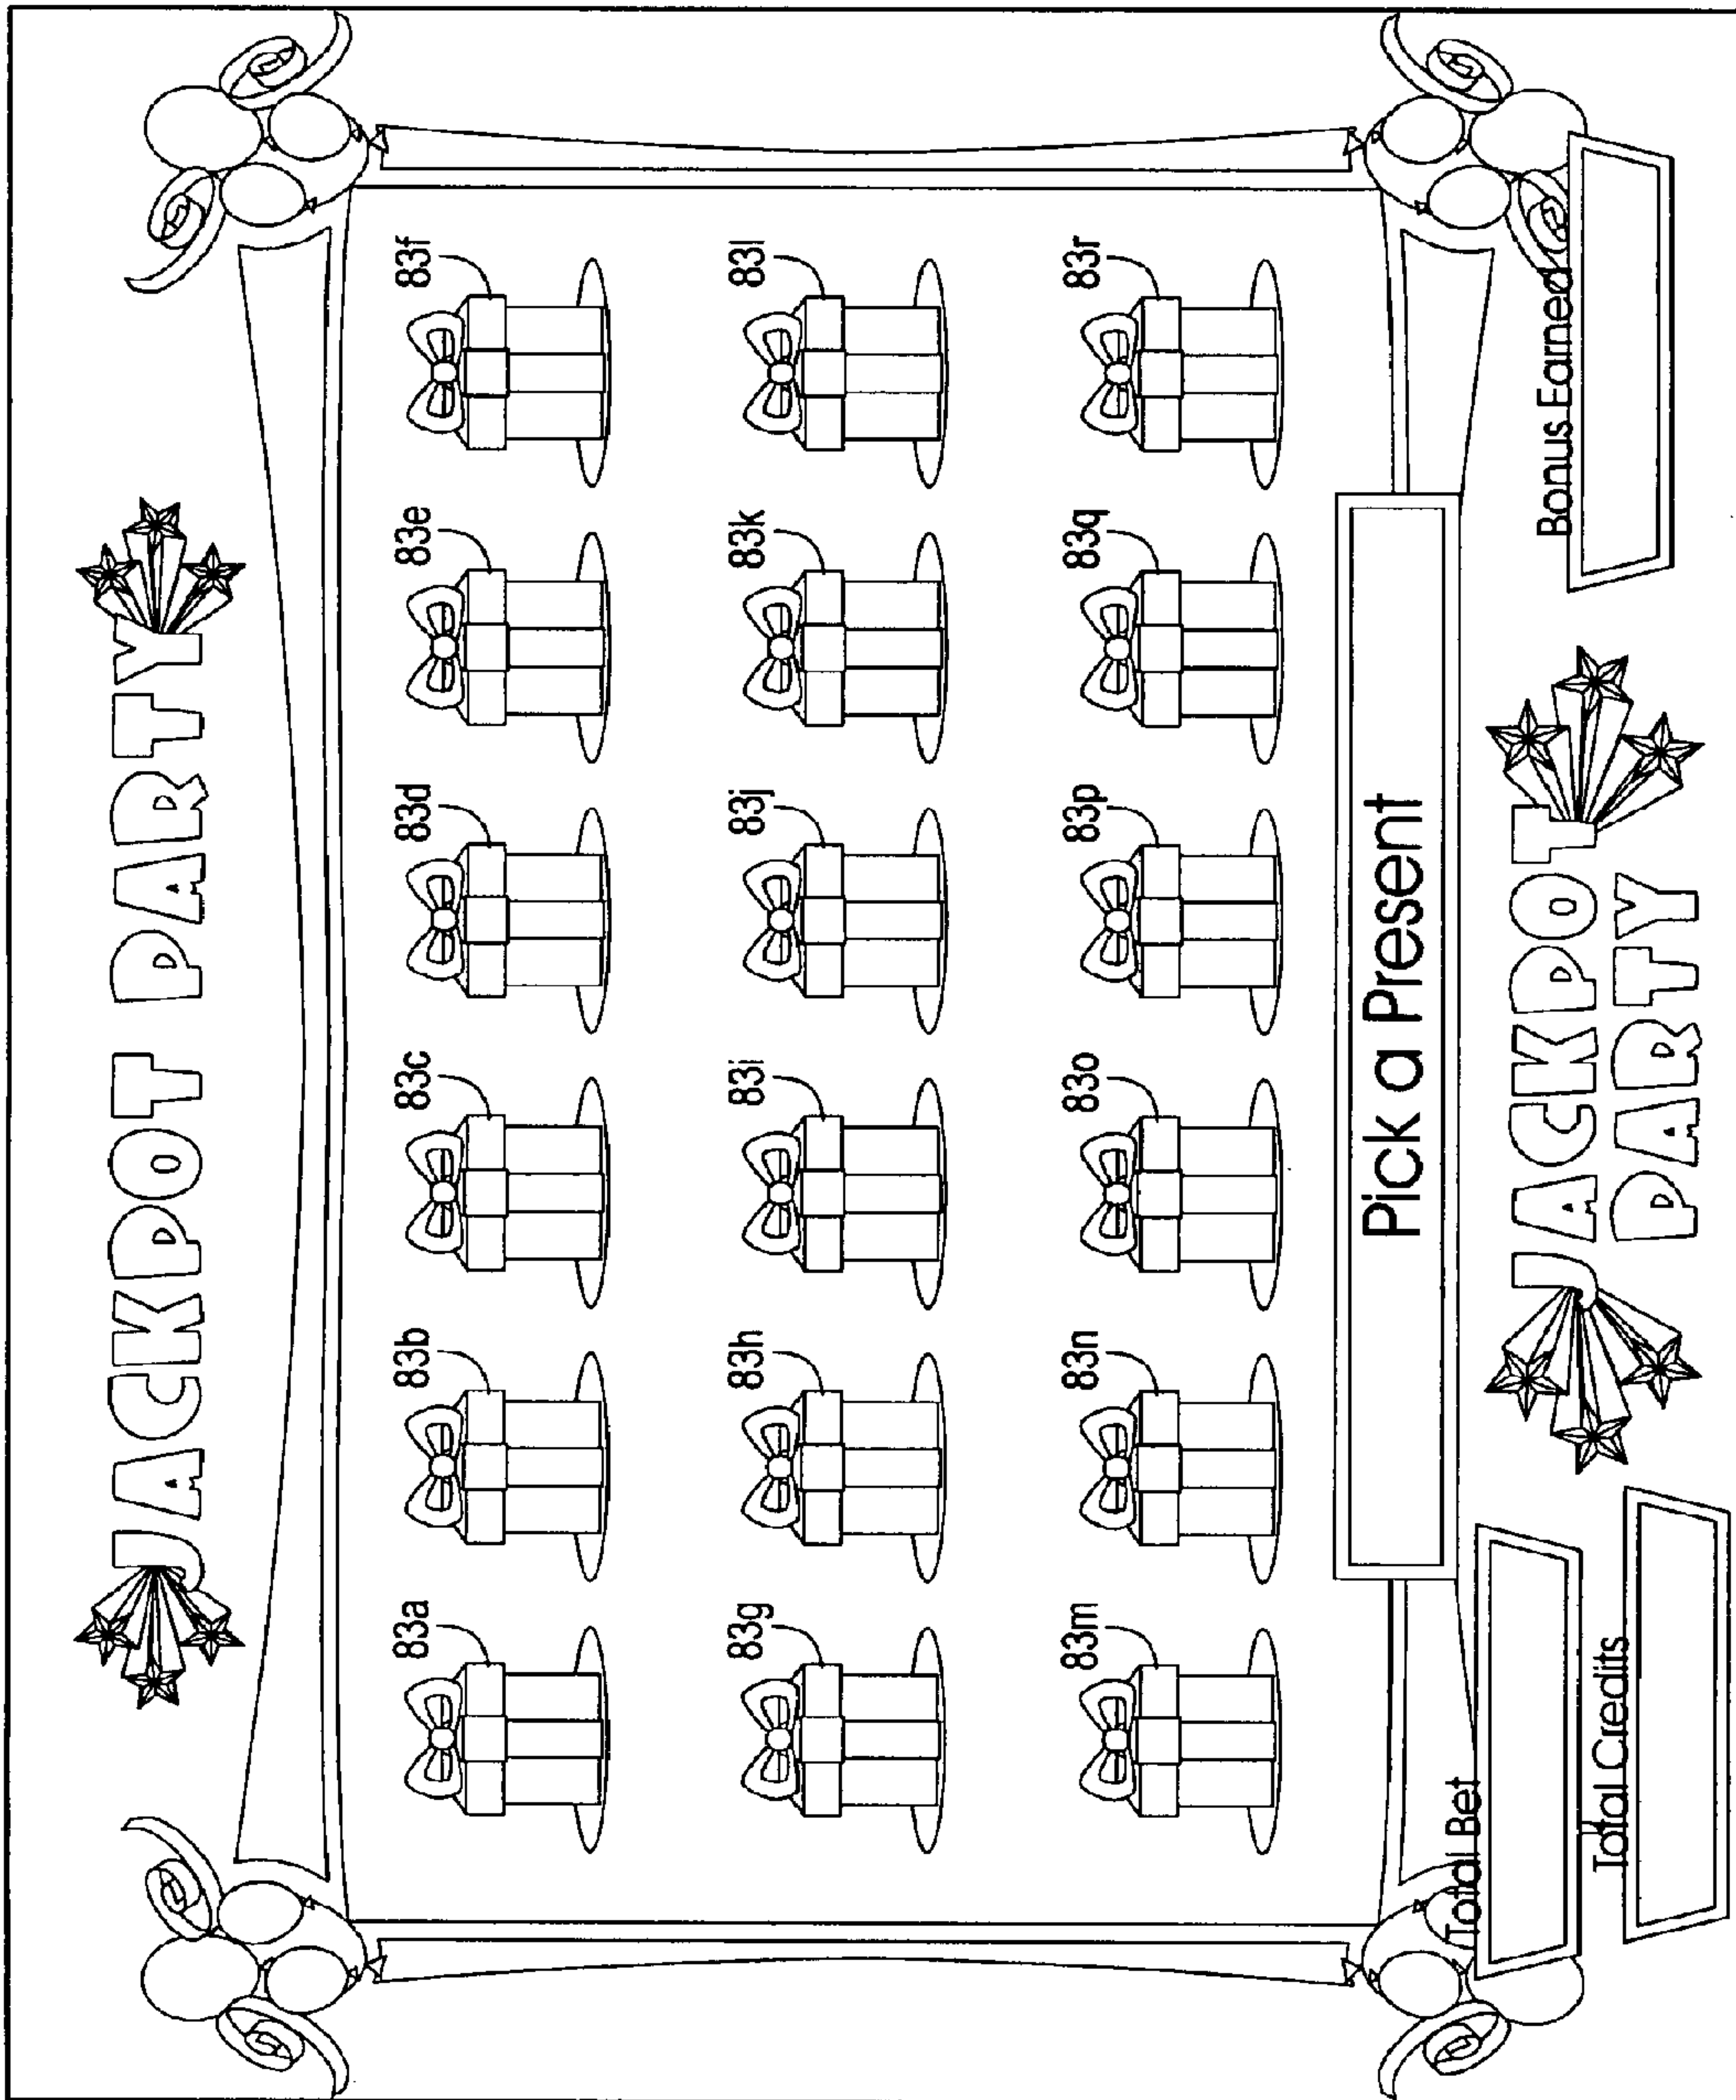 JACKPOT PARTY
83a 83b 83c 83d 83e 83f
83g 83h 83i 83j 83k 83l
83m 83n 83o 83p 83q 83r
Pick a Present
Total Bet
Total Credits
JACKPOT
PARTY
Bonus Earned